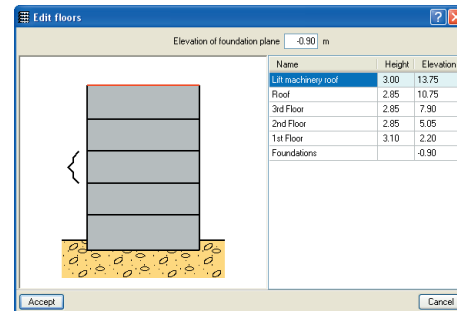 Edit floors
Elevation of foundation plane -0.90 m
Name Height Elevation
Lift machinery roof 3.00 13.75
Roof 2.85 10.75
3rd Floor 2.85 7.90
2nd Floor 2.85 5.05
1st Floor 3.10 2.20
Foundations -0.90
Accept Cancel